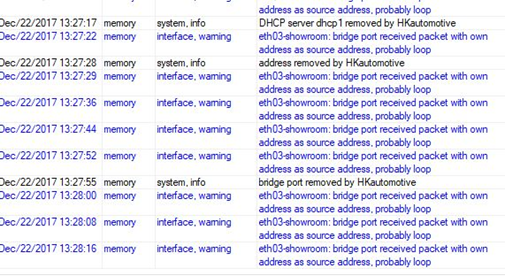 address as source address, probably loop
Dec/22/2017 13:27:17 memory system, info DHCP server dhcp1 removed by HKautomotive
Dec/22/2017 13:27:22 memory interface, warning eth03-showroom: bridge port received packet with own
address as source address, probably loop
Dec/22/2017 13:27:28 memory system, info address removed by HKautomotive
Dec/22/2017 13:27:29 memory interface, warning eth03-showroom: bridge port received packet with own
address as source address, probably loop
Dec/22/2017 13:27:36 memory interface, warning eth03-showroom: bridge port received packet with own
address as source address, probably loop
Dec/22/2017 13:27:44 memory interface, warning eth03-showroom: bridge port received packet with own
address as source address, probably loop
Dec/22/2017 13:27:52 memory interface, warning eth03-showroom: bridge port received packet with own
address as source address, probably loop
Dec/22/2017 13:27:55 memory system, info bridge port removed by HKautomotive
Dec/22/2017 13:28:00 memory interface, warning eth03-showroom: bridge port received packet with own
address as source address, probably loop
Dec/22/2017 13:28:08 memory interface, warning eth03-showroom: bridge port received packet with own
address as source address, probably loop
Dec/22/2017 13:28:16 memory interface, warning eth03-showroom: bridge port received packet with own
address as source address, probably loop